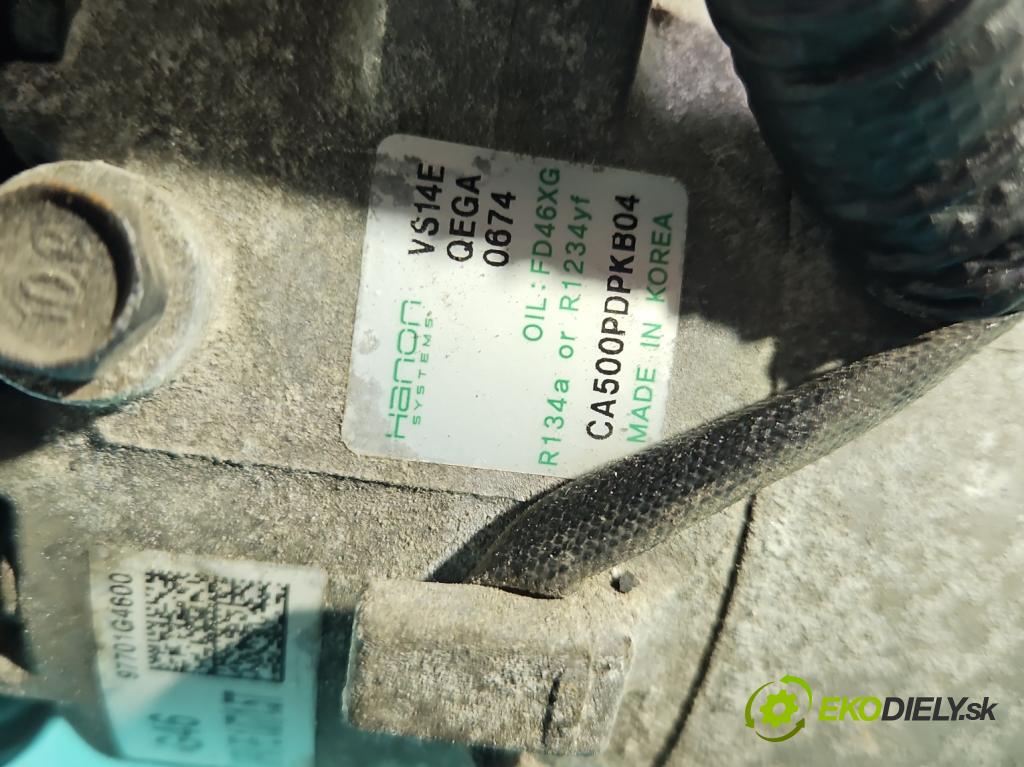 HANON
SYSTEMS
VS14E
QEGA
0674
OIL:FD46XG
R134a or R1234yf
CA500PDPKB04
MADE IN KOREA
97701G4600
EKODIELY.sk